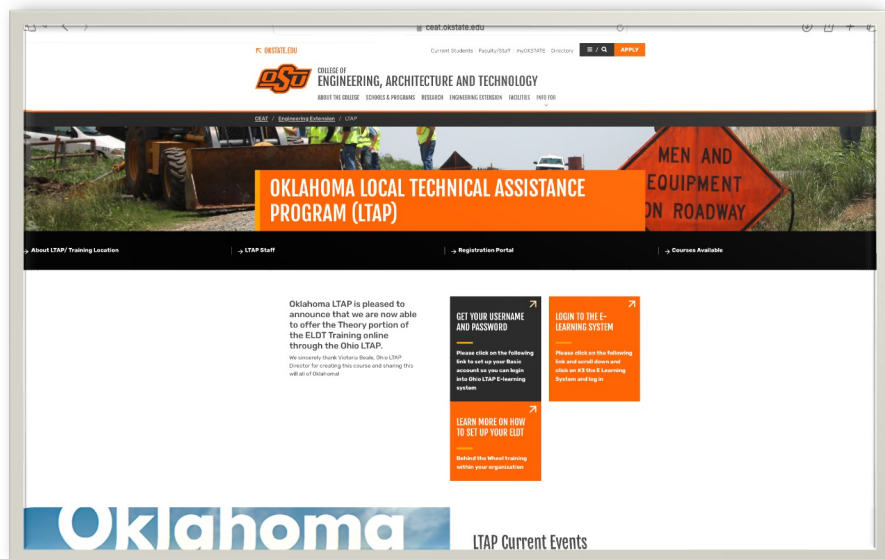 ceat.okstate.edu
OKSTATE.EDU
Current Students Faculty/Staff myOKSTATE Directory
APPLY
OSU
COLLEGE OF
ENGINEERING, ARCHITECTURE AND TECHNOLOGY
ABOUT THE COLLEGE SCHOOLS & PROGRAMS RESEARCH ENGINEERING EXTENSION FACILITIES INFO FOR
CEAT / Engineering Extension / LTAP
MEN AND
EQUIPMENT
ON ROADWAY
OKLAHOMA LOCAL TECHNICAL ASSISTANCE
PROGRAM (LTAP)
→ About LTAP/ Training Location
→ LTAP Staff
→ Registration Portal
→ Courses Available
Oklahoma LTAP is pleased to
announce that we are now able
to offer the Theory portion of
the ELDT Training online
through the Ohio LTAP.
We sincerely thank Victoria Beale, Ohio LTAP
Director for creating this course and sharing this
will all of Oklahoma!
GET YOUR USERNAME
AND PASSWORD
Please click on the following
link to set up your Basic
account so you can login
into Ohio LTAP E-learning
system
LOGIN TO THE E-
LEARNING SYSTEM
Please click on the following
link and scroll down and
click on #3 the E Learning
System and log in
LEARN MORE ON HOW
TO SET UP YOUR ELDT
Behind the Wheel training
within your organization
Oklahoma
LTAP Current Events